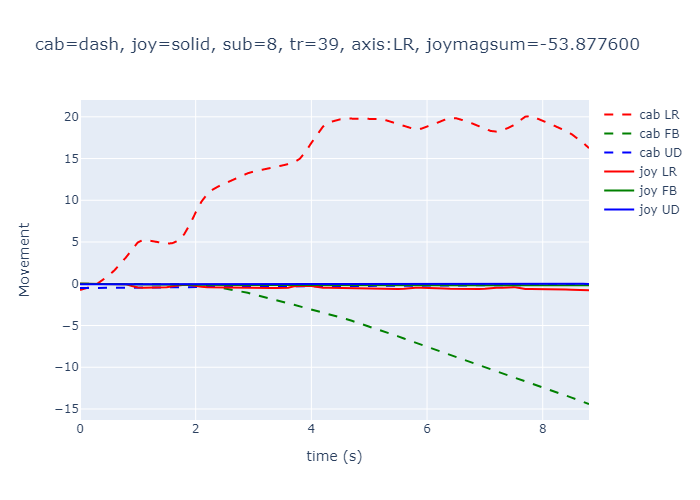 cab=dash, joy=solid, sub=8, tr=39, axis:LR, joymagsum=-53.877600
20
15
10
5
0
−5
−10
−15
Movement
0
2
4
6
8
time (s)
cab LR
cab FB
cab UD
joy LR
joy FB
joy UD